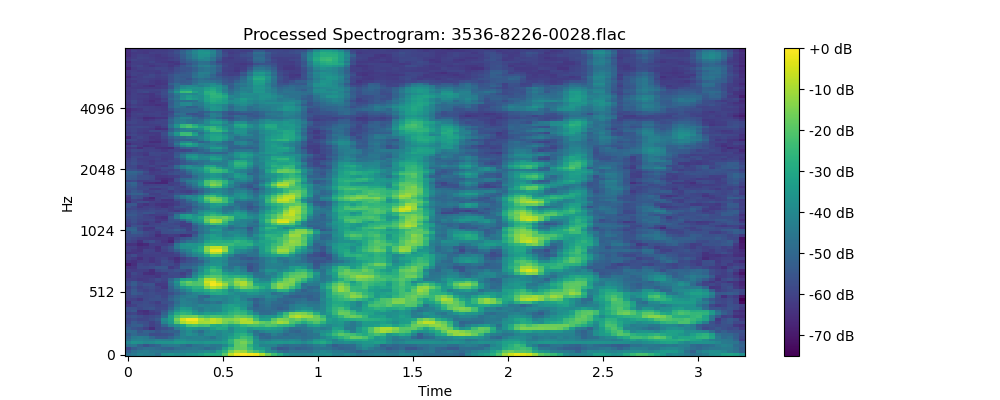 Processed Spectrogram: 3536-8226-0028.flac
Hz
4096
2048
1024
512
0
0
0.5
1
1.5
2
2.5
3
Time
+0 dB
-10 dB
-20 dB
-30 dB
-40 dB
-50 dB
-60 dB
-70 dB